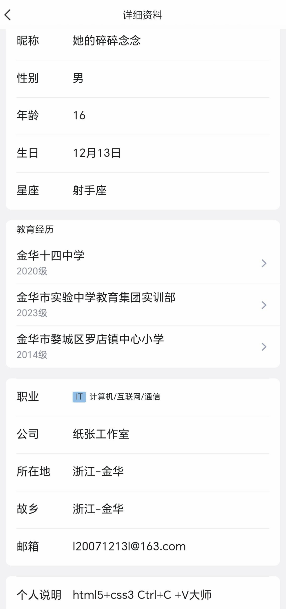 详细资料
昵称 她的碎碎念念
性别 男
年龄 16
生日 12月13日
星座 射手座
教育经历
金华十四中学
2020级
金华市实验中学教育集团实训部
2023级
金华市婺城区罗店镇中心小学
2014级
职业 IT 计算机/互联网/通信
公司 纸张工作室
所在地 浙江-金华
故乡 浙江-金华
邮箱 l20071213l@163.com
个人说明 html5+css3 Ctrl+C +V大师